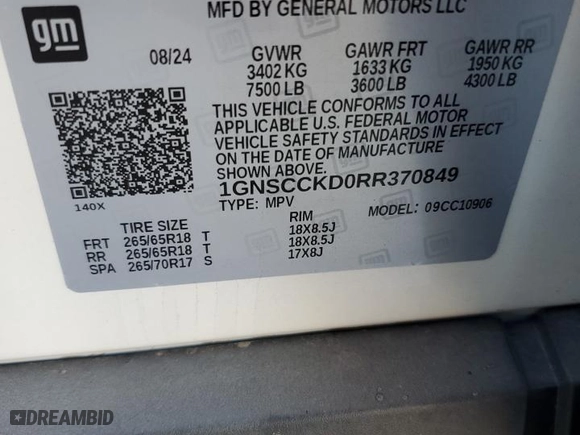 MFD BY GENERAL MOTORS LLC
gm
08/24 GVWR GAWR FRT GAWR RR
3402 KG 1633 KG 1950 KG
7500 LB 3600 LB 4300 LB
THIS VEHICLE CONFORMS TO ALL
APPLICABLE U.S. FEDERAL MOTOR
VEHICLE SAFETY STANDARDS IN EFFECT
ON THE DATE OF MANUFACTURE
SHOWN ABOVE.
1GNSCCKD0RR370849
140X
TYPE: MPV MODEL: 09CC10906
TIRE SIZE RIM
FRT 265/65R18 T 18X8.5J
RR 265/65R18 T 18X8.5J
SPA 265/70R17 S 17X8J
DREAMBID